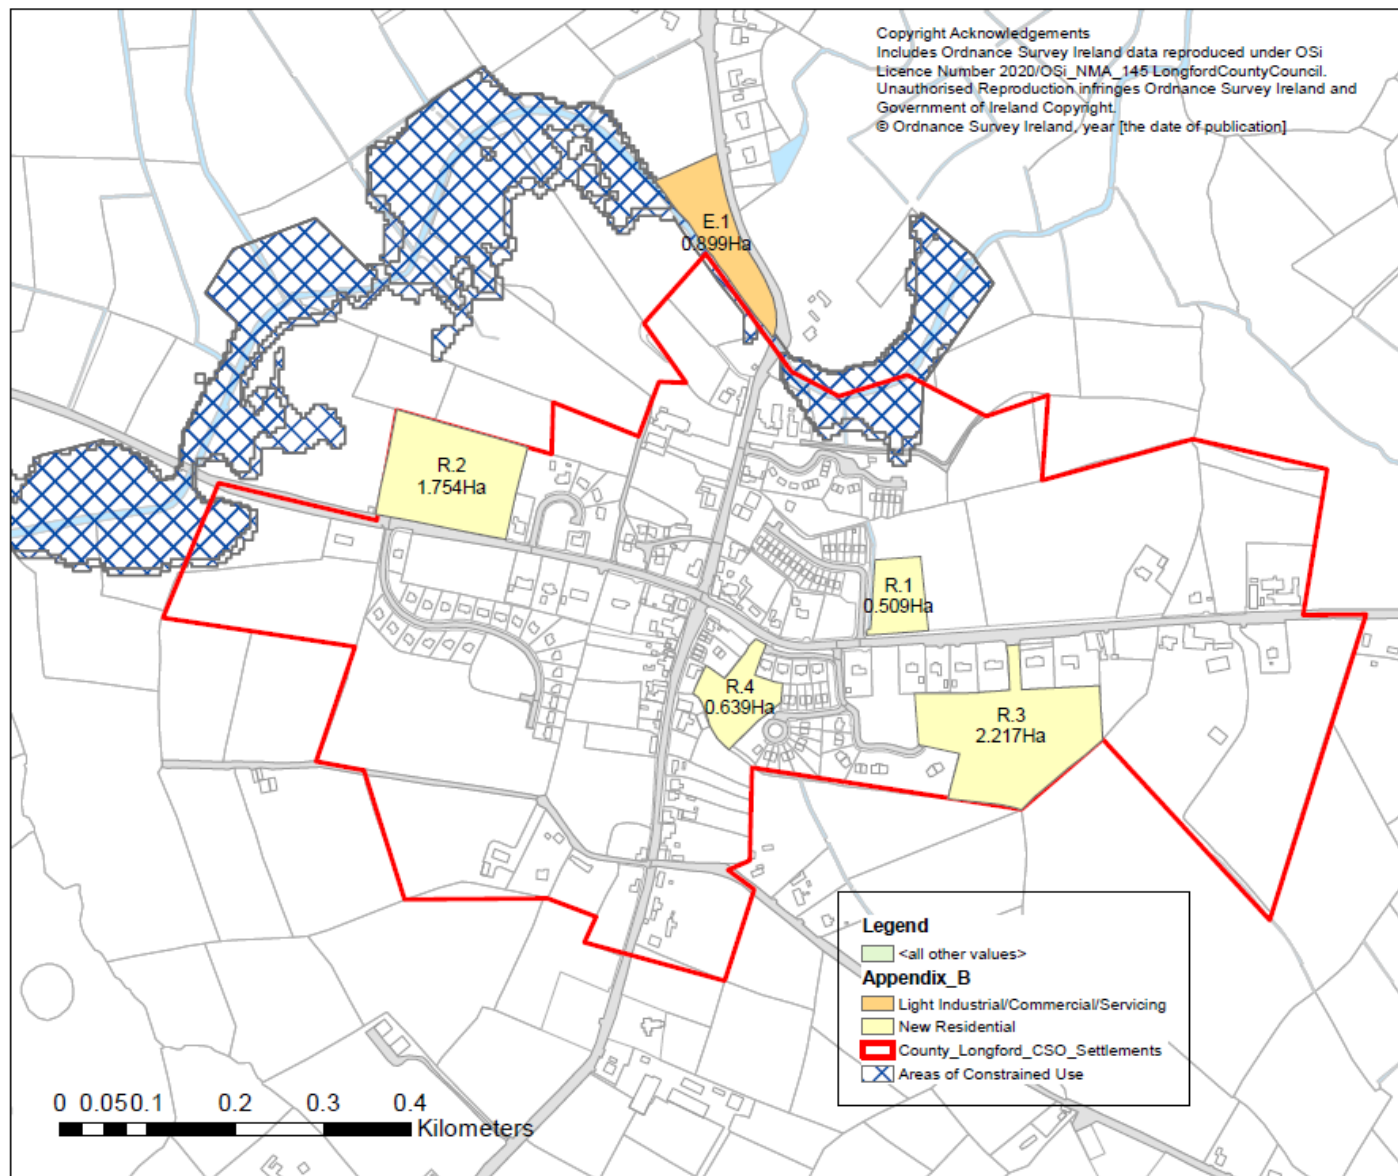 Copyright Acknowledgements
Includes Ordnance Survey Ireland data reproduced under OSi
Licence Number 2020/OSi_NMA_145 LongfordCountyCouncil.
Unauthorised Reproduction infringes Ordnance Survey Ireland and
Government of Ireland Copyright.
© Ordnance Survey Ireland, year [the date of publication]
E.1
0.899Ha
R.2
1.754Ha
R.1
0.509Ha
R.4
0.639Ha
R.3
2.217Ha
Legend
<all other values>
Appendix_B
Light Industrial/Commercial/Servicing
New Residential
County_Longford_CSO_Settlements
Areas of Constrained Use
0 0.050.1 0.2 0.3 0.4
Kilometers